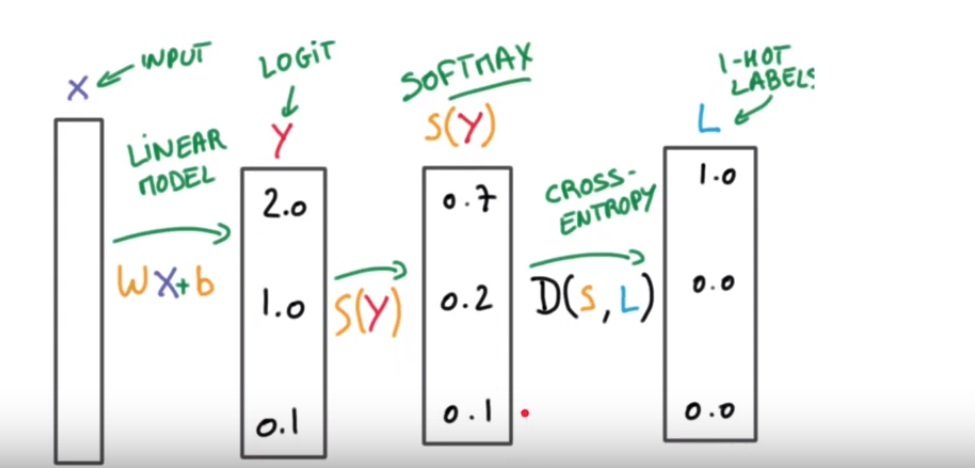 X
INPUT
LINEAR
MODEL
WX+b
LOGIT
Y
2.0
1.0
0.1
S(Y)
SOFTMAX
S(Y)
0.7
0.2
0.1
CROSS-
ENTROPY
D(S,L)
1-HOT
LABELS
L
1.0
0.0
0.0